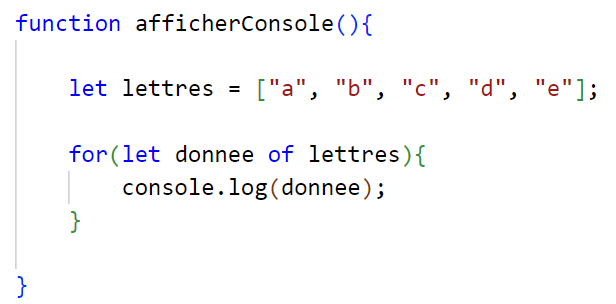 function afficherConsole(){
let lettres = ["a", "b", "c", "d", "e"];
for(let donnee of lettres){
console.log(donnee);
}
}